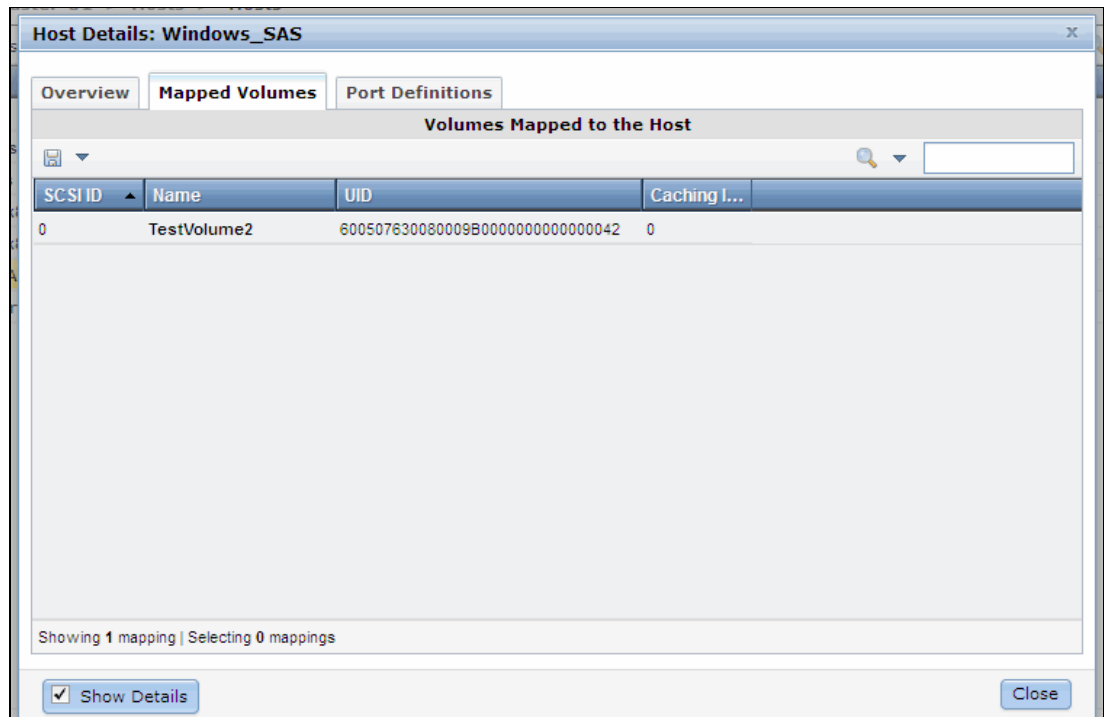 Host Details: Windows_SAS
x
Overview Mapped Volumes Port Definitions
Volumes Mapped to the Host
SCSI ID Name UID Caching I...
0 TestVolume2 600507630080009B0000000000000042 0
Showing 1 mapping | Selecting 0 mappings
Show Details Close